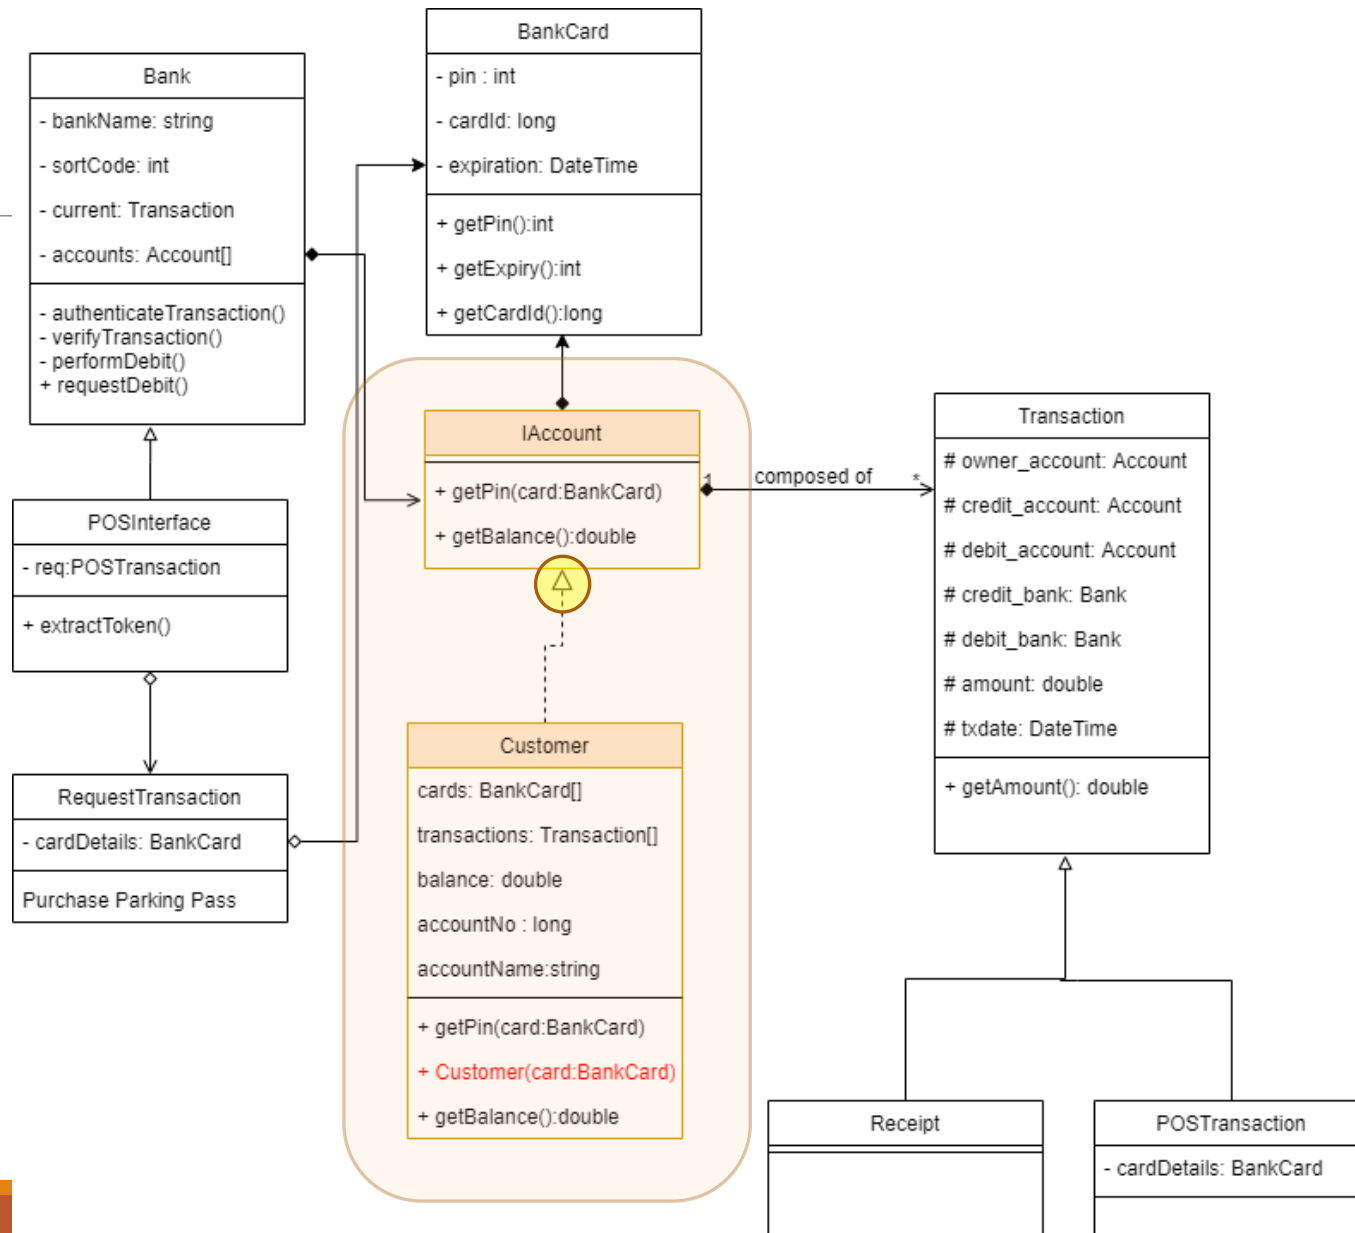 BankCard
- pin : int
- cardId: long
- expiration: DateTime
+ getPin():int
+ getExpiry():int
+ getCardId():long
Bank
- bankName: string
- sortCode: int
- current: Transaction
- accounts: Account[]
- authenticateTransaction()
- verifyTransaction()
- performDebit()
+ requestDebit()
IAccount
+ getPin(card:BankCard)
+ getBalance():double
1
composed of
*
Transaction
# owner_account: Account
# credit_account: Account
# debit_account: Account
# credit_bank: Bank
# debit_bank: Bank
# amount: double
# txdate: DateTime
+ getAmount(): double
POSInterface
- req:POSTransaction
+ extractToken()
RequestTransaction
- cardDetails: BankCard
Purchase Parking Pass
Customer
cards: BankCard[]
transactions: Transaction[]
balance: double
accountNo : long
accountName:string
+ getPin(card:BankCard)
+ Customer(card:BankCard)
+ getBalance():double
Receipt
POSTransaction
- cardDetails: BankCard